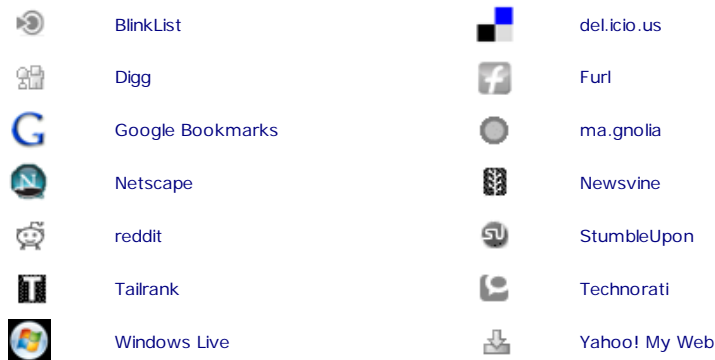 BlinkList del.icio.us
Digg Furl
Google Bookmarks ma.gnolia
Netscape Newsvine
reddit StumbleUpon
Tailrank Technorati
Windows Live Yahoo! My Web